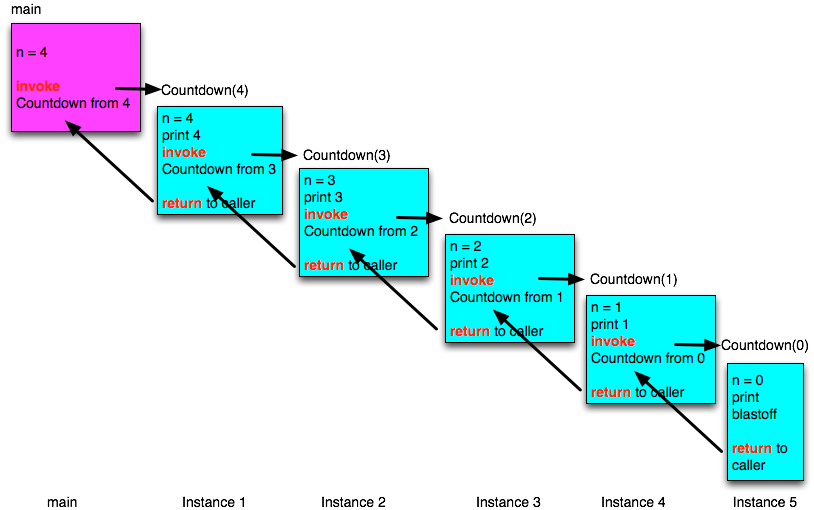 main
n = 4
invoke
Countdown from 4
Countdown(4)
n = 4
print 4
invoke
Countdown from 3
return to caller
Countdown(3)
n = 3
print 3
invoke
Countdown from 2
return to caller
Countdown(2)
n = 2
print 2
invoke
Countdown from 1
return to caller
Countdown(1)
n = 1
print 1
invoke
Countdown from 0
return to caller
Countdown(0)
n = 0
print
blastoff
return to
caller
main
Instance 1
Instance 2
Instance 3
Instance 4
Instance 5